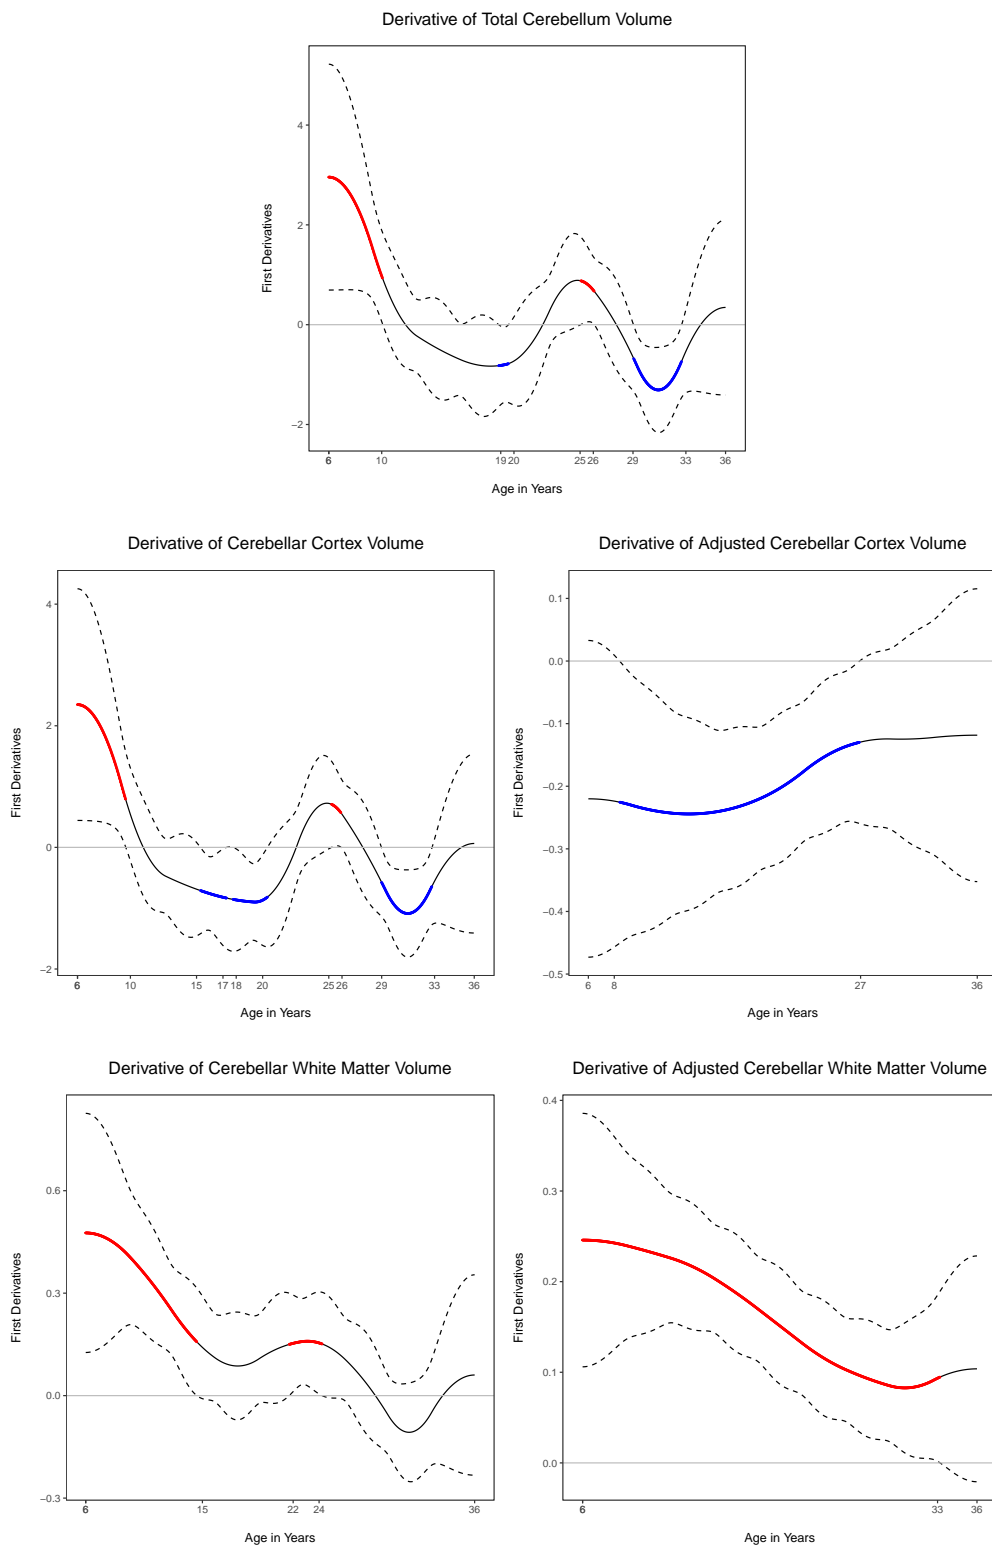 Derivative of Total Cerebellum Volume
4
2
0
−2
First Derivatives
6 10 19 20 25 26 29 33 36
Age in Years
Derivative of Cerebellar Cortex Volume
4
2
0
−2
First Derivatives
6 10 15 17 18 20 25 26 29 33 36
Age in Years
Derivative of Adjusted Cerebellar Cortex Volume
0.1
0.0
−0.1
−0.2
−0.3
−0.4
−0.5
First Derivatives
6 8 27 36
Age in Years
Derivative of Cerebellar White Matter Volume
0.6
0.3
0.0
−0.3
First Derivatives
6 15 22 24 36
Age in Years
Derivative of Adjusted Cerebellar White Matter Volume
0.4
0.3
0.2
0.1
0.0
First Derivatives
6 33 36
Age in Years